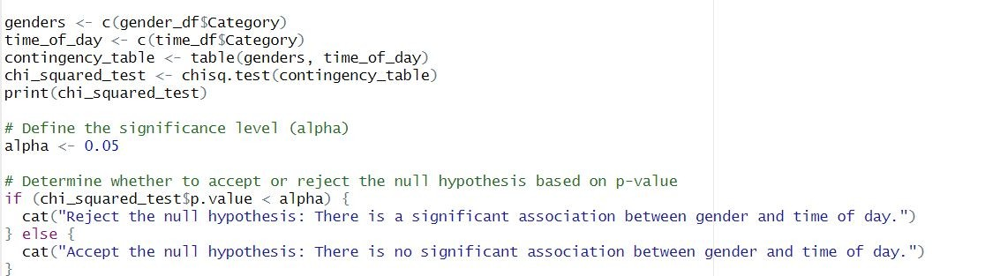 genders <- c(gender_df$Category)
time_of_day <- c(time_df$Category)
contingency_table <- table(genders, time_of_day)
chi_squared_test <- chisq.test(contingency_table)
print(chi_squared_test)

# Define the significance level (alpha)
alpha <- 0.05

# Determine whether to accept or reject the null hypothesis based on p-value
if (chi_squared_test$p.value < alpha) {
  cat("Reject the null hypothesis: There is a significant association between gender and time of day.")
} else {
  cat("Accept the null hypothesis: There is no significant association between gender and time of day.")
}